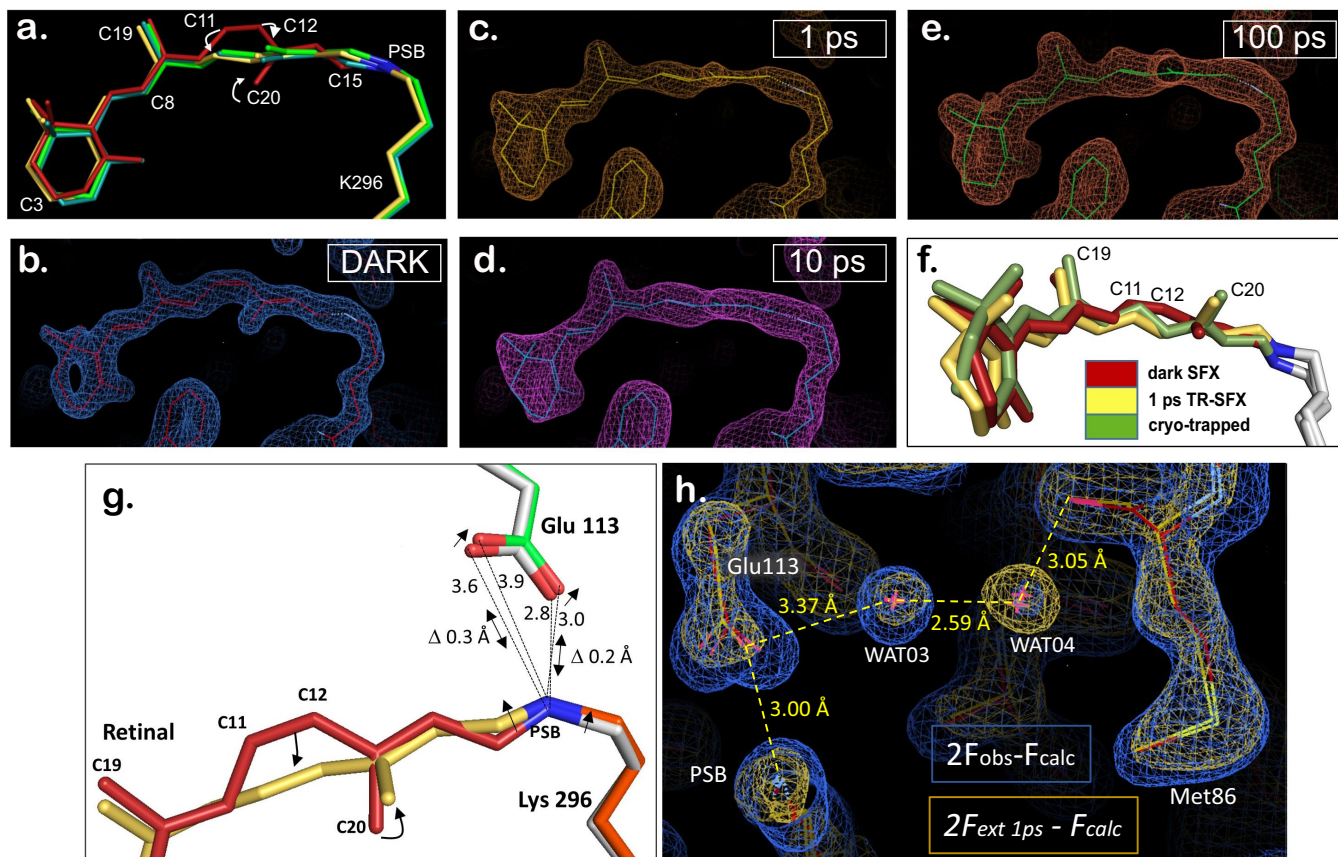 a.
C11
C12
C19
PSB
C8
C20
C15
K296
C3
b.
DARK
c.
1 ps
d.
10 ps
e.
100 ps
f.
C19
C11
C12
C20
dark SFX
1 ps TR-SFX
cryo-trapped
g.
Glu 113
3.6
3.9
2.8
3.0
Δ 0.3 Å
Δ 0.2 Å
C12
C11
Retinal
PSB
C19
C20
Lys 296
h.
Glu113
3.05 Å
3.37 Å
2.59 Å
WAT03
WAT04
3.00 Å
PSB
2Fobs-Fcalc
Met86
2Fext 1ps - Fcalc